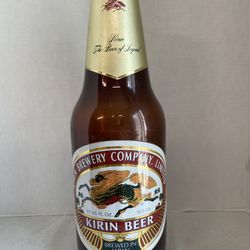 Kirin
The Beer of Legend
BREWERY COMPANY, LIM
KIRIN BEER
BREWED IN